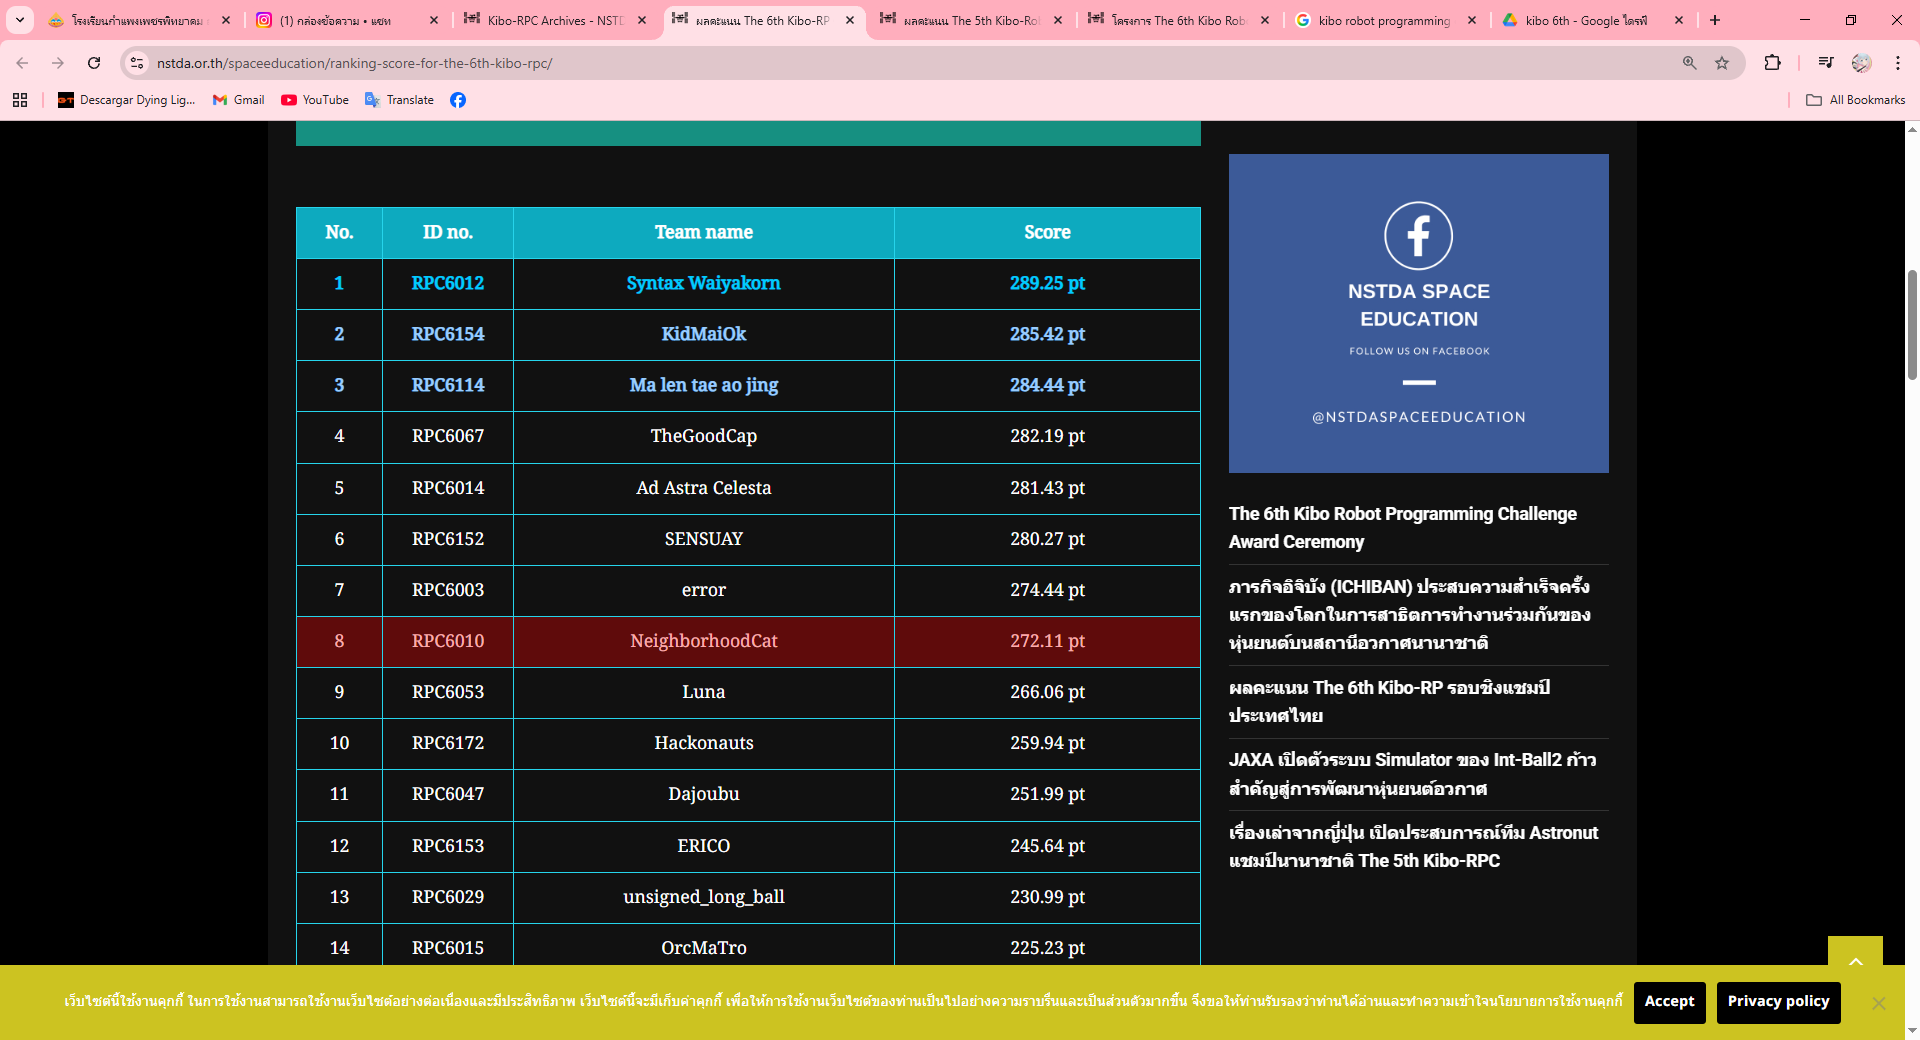 โรงเรียนกำแพงเพชรพิทยาคม
(1) กล่องข้อความ • แชท
Kibo-RPC Archives - NSTD
ผลคะแนน The 6th Kibo-RP
ผลคะแนน The 5th Kibo-Ro
โครงการ The 6th Kibo Rob
kibo robot programming
kibo 6th - Google ไดรฟ์
nstda.or.th/spaceeducation/ranking-score-for-the-6th-kibo-rpc/
Descargar Dying Lig...
Gmail
YouTube
Translate
All Bookmarks
No. ID no. Team name Score
1 RPC6012 Syntax Waiyakorn 289.25 pt
2 RPC6154 KidMaiOk 285.42 pt
3 RPC6114 Ma len tae ao jing 284.44 pt
4 RPC6067 TheGoodCap 282.19 pt
5 RPC6014 Ad Astra Celesta 281.43 pt
6 RPC6152 SENSUAY 280.27 pt
7 RPC6003 error 274.44 pt
8 RPC6010 NeighborhoodCat 272.11 pt
9 RPC6053 Luna 266.06 pt
10 RPC6172 Hackonauts 259.94 pt
11 RPC6047 Dajoubu 251.99 pt
12 RPC6153 ERICO 245.64 pt
13 RPC6029 unsigned_long_ball 230.99 pt
14 RPC6015 OrcMaTro 225.23 pt
NSTDA SPACE
EDUCATION
FOLLOW US ON FACEBOOK
@NSTDASPACEEDUCATION
The 6th Kibo Robot Programming Challenge
Award Ceremony
ภารกิจอิจิบัง (ICHIBAN) ประสบความสำเร็จครั้ง
แรกของโลกในการสาธิตการทำงานร่วมกันของ
หุ่นยนต์บนสถานีอวกาศนานาชาติ
ผลคะแนน The 6th Kibo-RP รอบชิงแชมป์
ประเทศไทย
JAXA เปิดตัวระบบ Simulator ของ Int-Ball2 ก้าว
สำคัญสู่การพัฒนาหุ่นยนต์อวกาศ
เรื่องเล่าจากญี่ปุ่น เปิดประสบการณ์ทีม Astronut
แชมป์นานาชาติ The 5th Kibo-RPC
เว็บไซต์นี้ใช้งานคุกกี้ ในการใช้งานสามารถใช้งานเว็บไซต์อย่างต่อเนื่องและมีประสิทธิภาพ เว็บไซต์นี้จะมีเก็บค่าคุกกี้ เพื่อให้การใช้งานเว็บไซต์ของท่านเป็นไปอย่างความราบรื่นและเป็นส่วนตัวมากขึ้น จึงขอให้ท่านรับรองว่าท่านได้อ่านและทำความเข้าใจนโยบายการใช้งานคุกกี้
Accept
Privacy policy